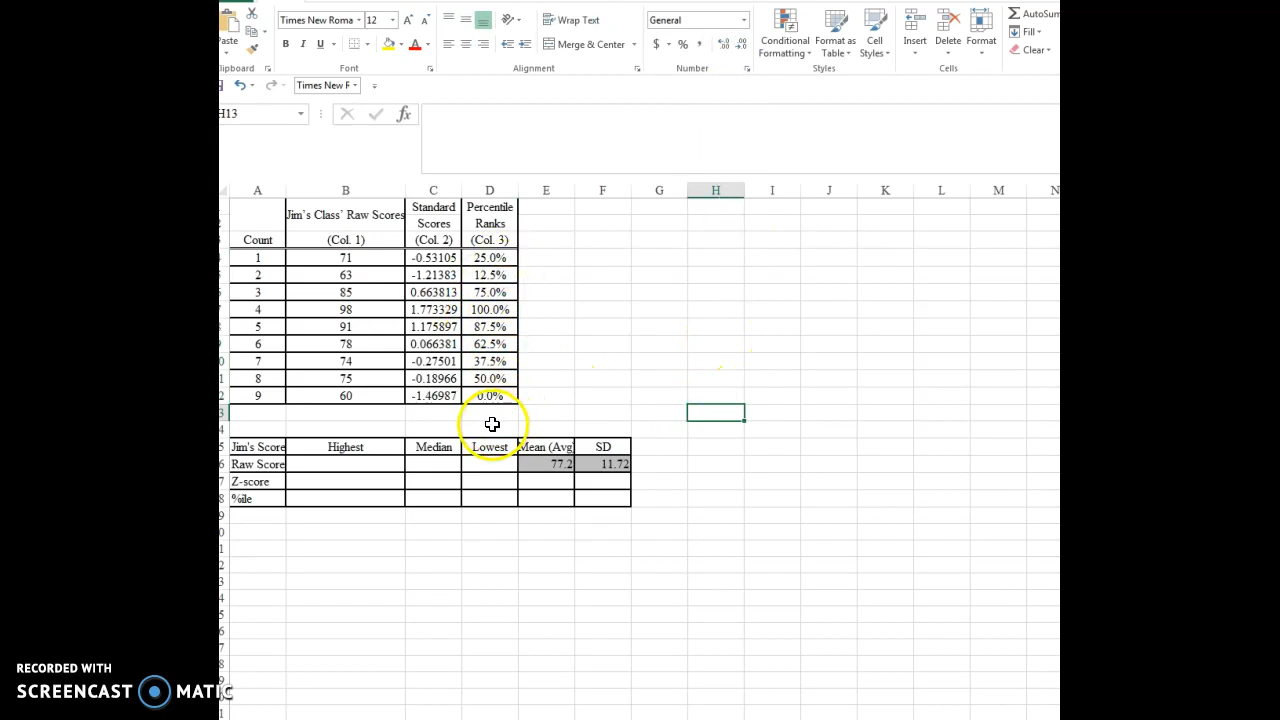 Times New Roma 12 Wrap Text General AutoSum
Paste B I U Merge & Center $ % , Conditional Formatting Format as Table Cell Styles Insert Delete Format Fill Clear
Clipboard Font Alignment Number Styles Cells
Times New F
H13 fx
A B C D E F G H I J K L M N
Count Jim's Class' Raw Scores (Col. 1) Standard Scores (Col. 2) Percentile Ranks (Col. 3)
1 71 -0.53105 25.0%
2 63 -1.21383 12.5%
3 85 0.663813 75.0%
4 98 1.773329 100.0%
5 91 1.175897 87.5%
6 78 0.066381 62.5%
7 74 -0.27501 37.5%
8 75 -0.18966 50.0%
9 60 -1.46987 0.0%
Jim's Score Highest Median Lowest Mean (Avg SD
Raw Score 77.2 11.72
Z-score
%ile
RECORDED WITH
SCREENCAST MATIC